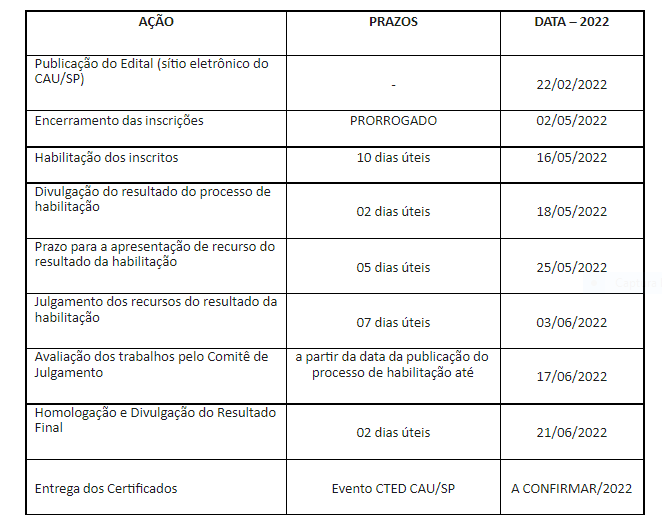 AÇÃO PRAZOS DATA – 2022
Publicação do Edital (sítio eletrônico do
CAU/SP)
- 22/02/2022
Encerramento das inscrições PRORROGADO 02/05/2022
Habilitação dos inscritos 10 dias úteis 16/05/2022
Divulgação do resultado do processo de
habilitação
02 dias úteis 18/05/2022
Prazo para a apresentação de recurso do
resultado da habilitação
05 dias úteis 25/05/2022
Julgamento dos recursos do resultado da
habilitação
07 dias úteis 03/06/2022
Avaliação dos trabalhos pelo Comitê de
Julgamento
a partir da data da publicação do
processo de habilitação até
17/06/2022
Homologação e Divulgação do Resultado
Final
02 dias úteis 21/06/2022
Entrega dos Certificados Evento CTED CAU/SP A CONFIRMAR/2022